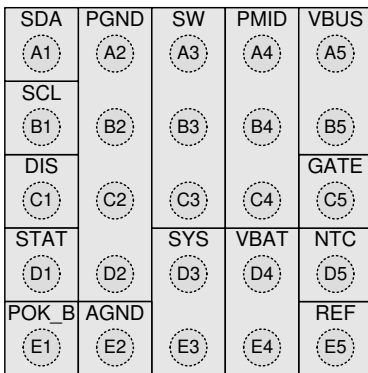 SDA PGND SW PMID VBUS
A1 A2 A3 A4 A5
SCL
B1 B2 B3 B4 B5
DIS GATE
C1 C2 C3 C4 C5
STAT SYS VBAT NTC
D1 D2 D3 D4 D5
POK_B AGND REF
E1 E2 E3 E4 E5